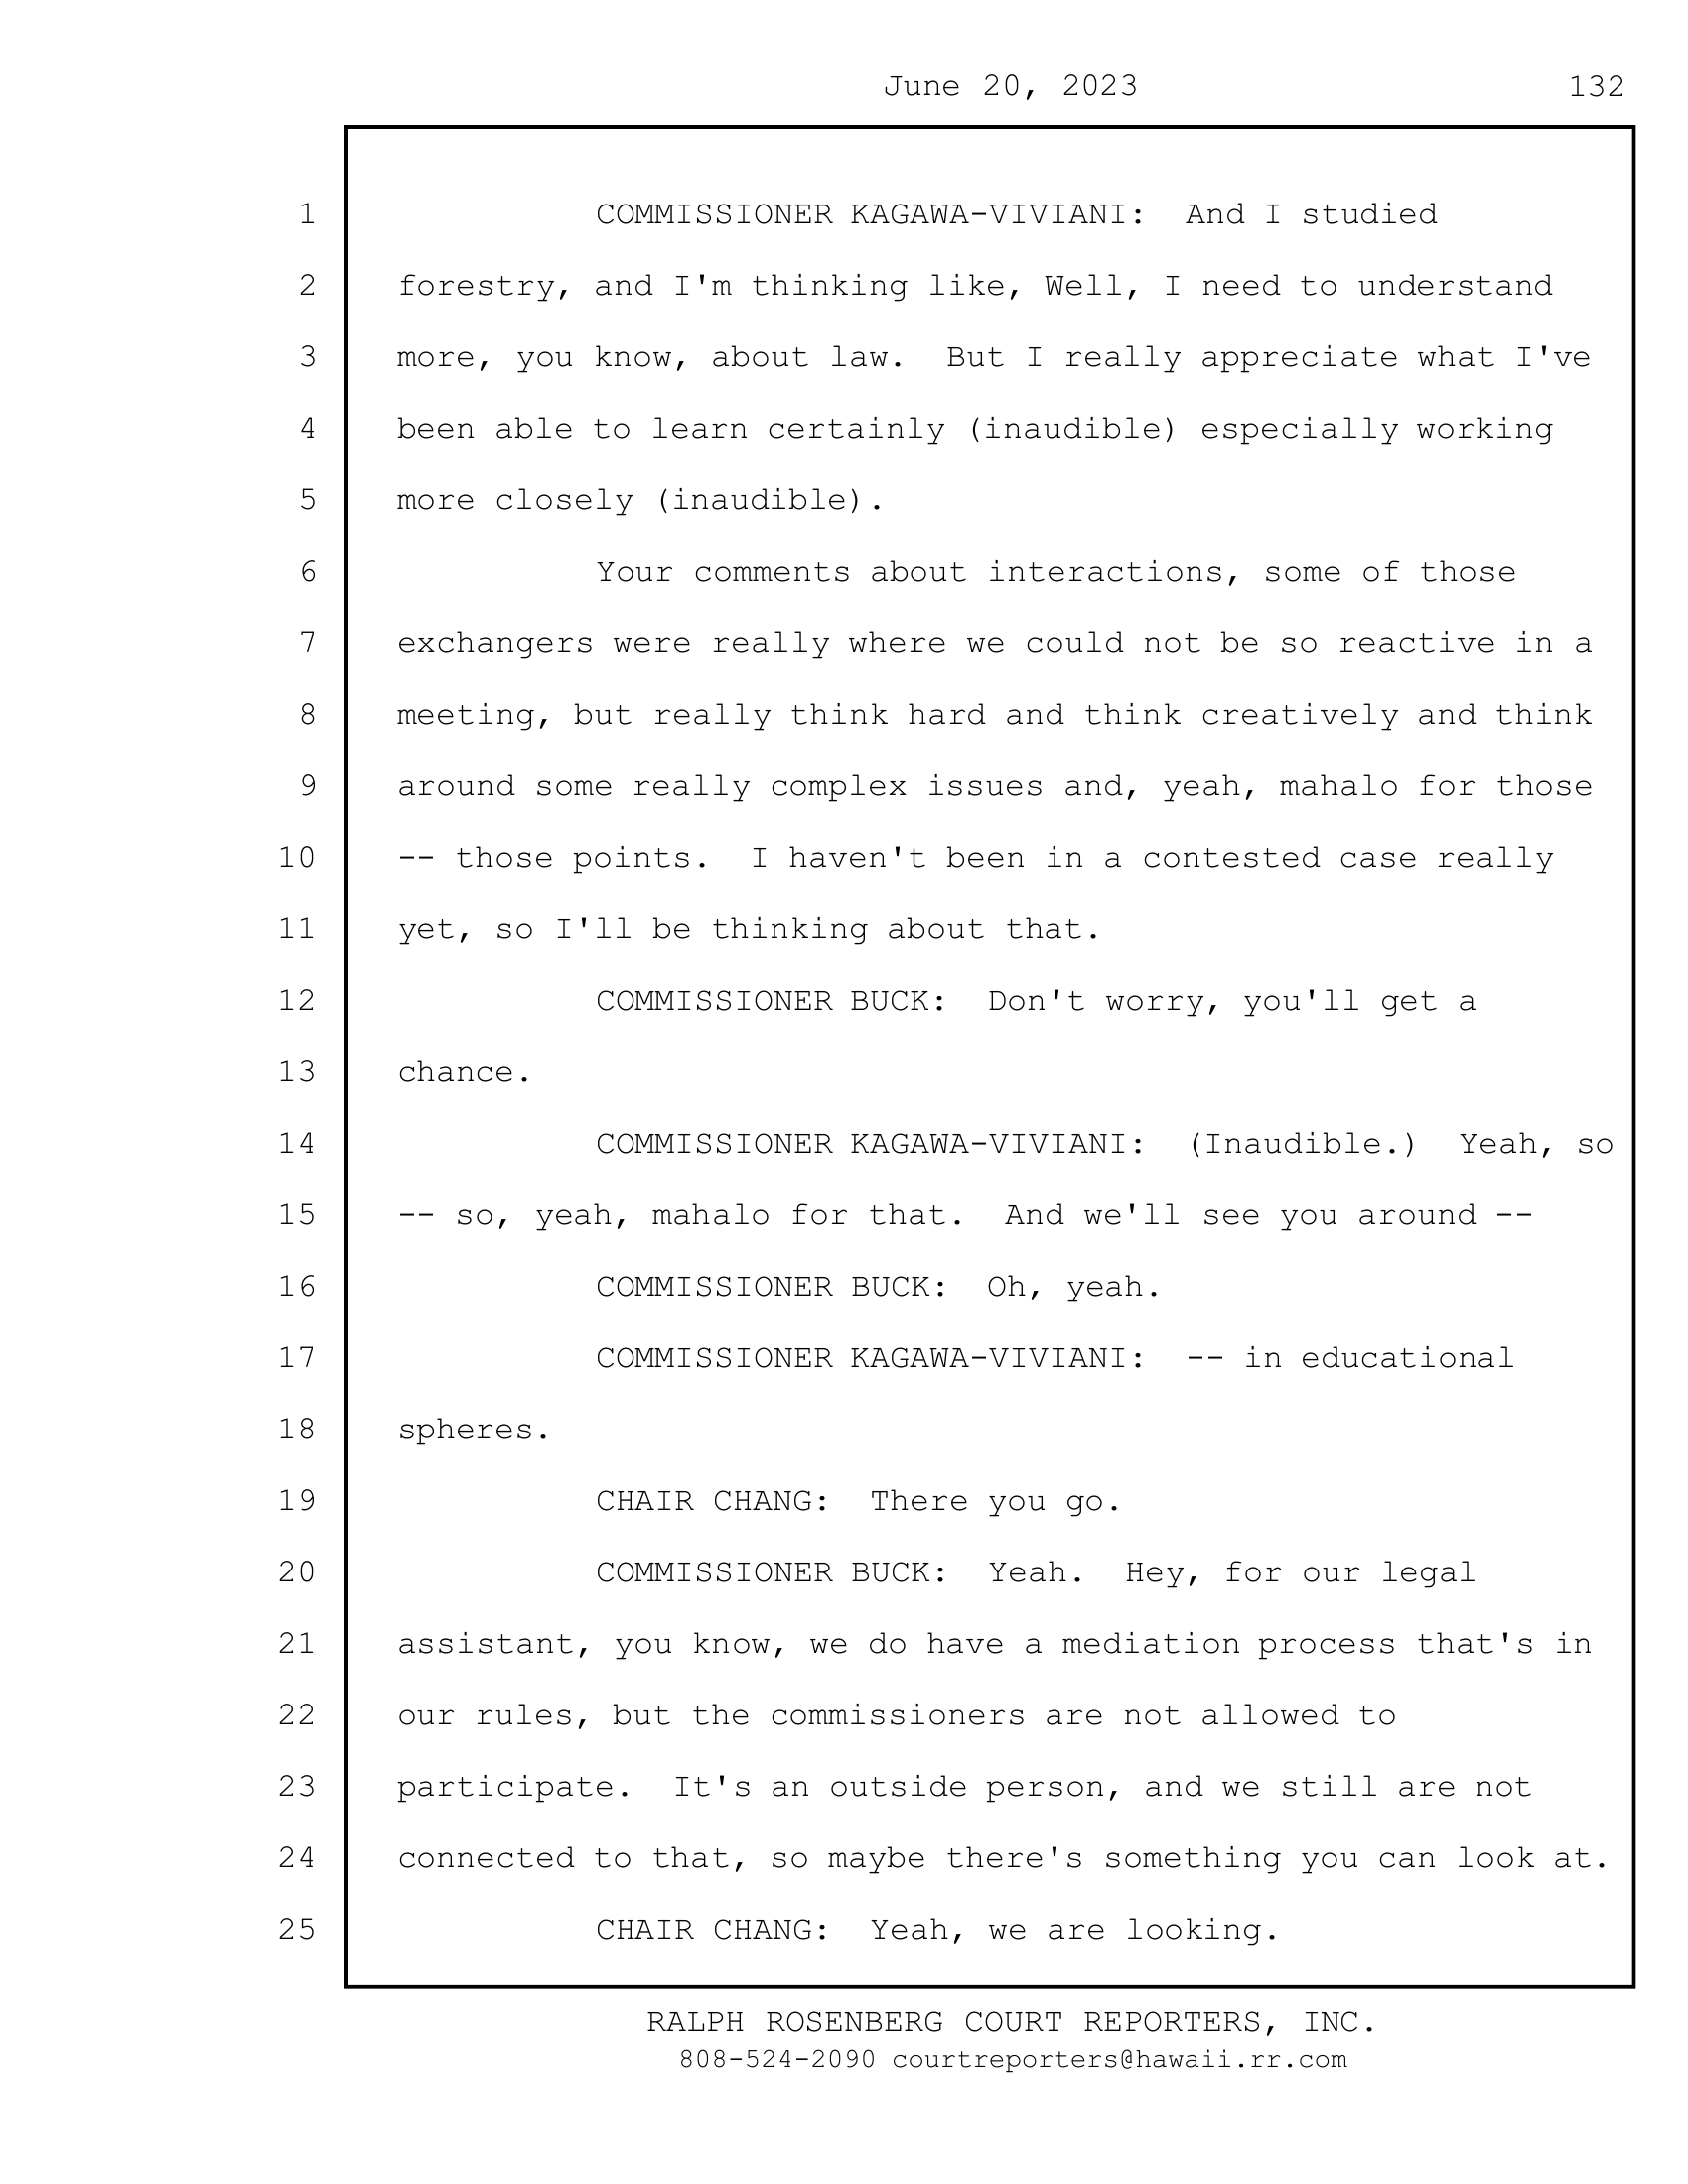 June 20, 2023 132
1 COMMISSIONER KAGAWA-VIVIANI: And I studied
2 forestry, and I'm thinking like, Well, I need to understand
3 more, you know, about law. But I really appreciate what I've
4 been able to learn certainly (inaudible) especially working
5 more closely (inaudible).
6 Your comments about interactions, some of those
7 exchangers were really where we could not be so reactive in a
8 meeting, but really think hard and think creatively and think
9 around some really complex issues and, yeah, mahalo for those
10 -- those points. I haven't been in a contested case really
11 yet, so I'll be thinking about that.
12 COMMISSIONER BUCK: Don't worry, you'll get a
13 chance.
14 COMMISSIONER KAGAWA-VIVIANI: (Inaudible.) Yeah, so
15 -- so, yeah, mahalo for that. And we'll see you around --
16 COMMISSIONER BUCK: Oh, yeah.
17 COMMISSIONER KAGAWA-VIVIANI: -- in educational
18 spheres.
19 CHAIR CHANG: There you go.
20 COMMISSIONER BUCK: Yeah. Hey, for our legal
21 assistant, you know, we do have a mediation process that's in
22 our rules, but the commissioners are not allowed to
23 participate. It's an outside person, and we still are not
24 connected to that, so maybe there's something you can look at.
25 CHAIR CHANG: Yeah, we are looking.
RALPH ROSENBERG COURT REPORTERS, INC.
808-524-2090 courtreporters@hawaii.rr.com